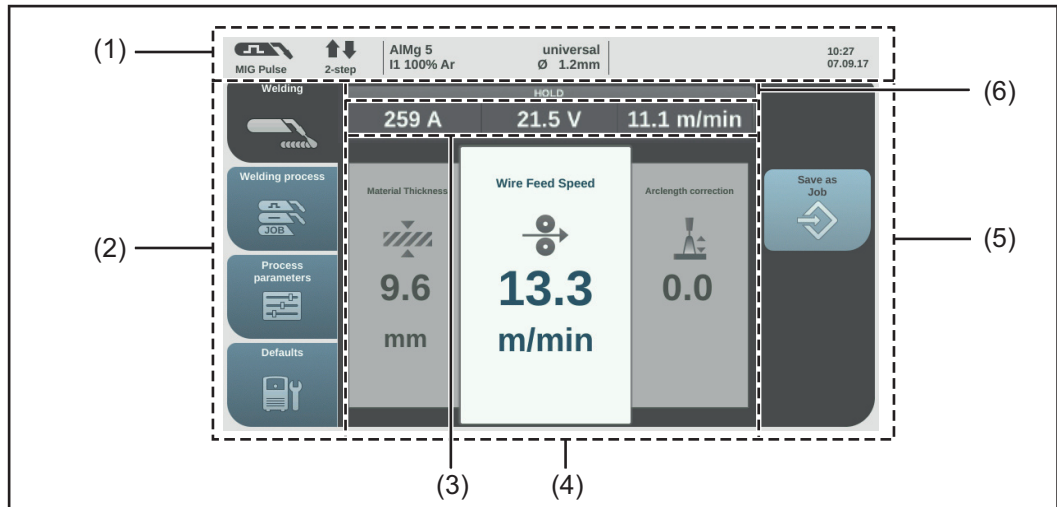 (1)
MIG Pulse
2-step
AlMg 5 universal
I1 100% Ar Ø 1.2mm
10:27
07.09.17
(6)
Welding
HOLD
259 A 21.5 V 11.1 m/min
(2)
Welding process
JOB
Process
parameters
Defaults
Material Thickness
9.6
mm
Wire Feed Speed
13.3
m/min
Arclength correction
0.0
Save as
Job
(5)
(3)
(4)